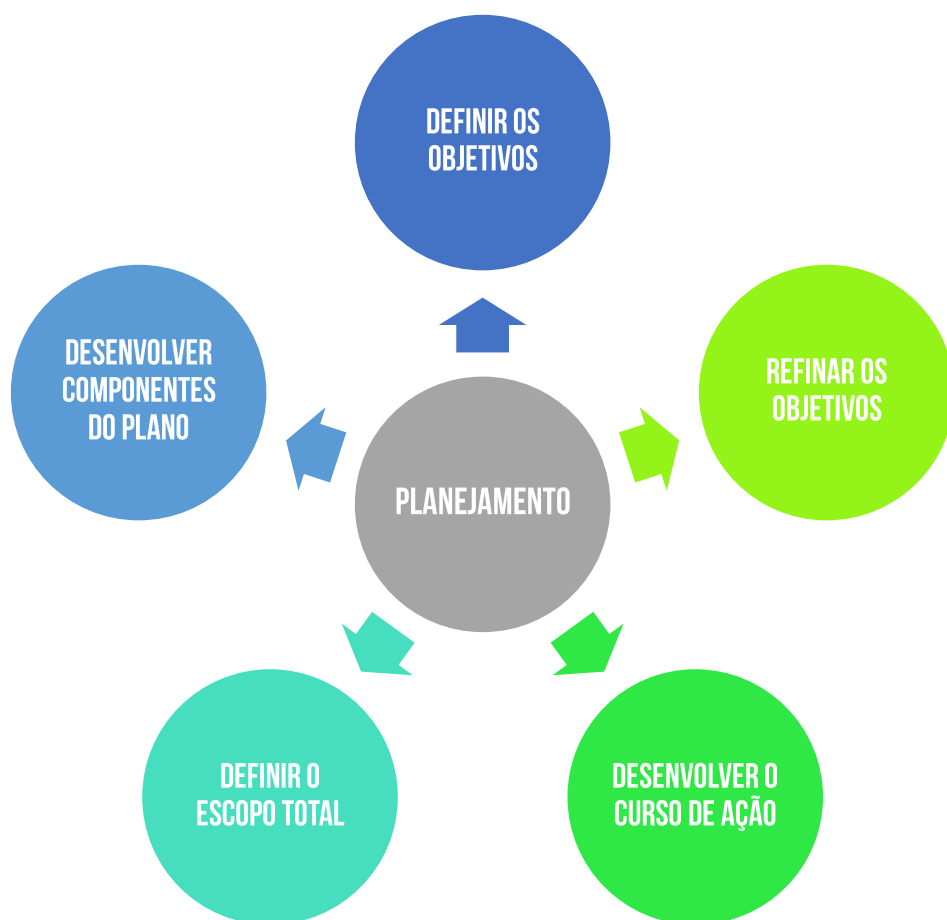 DEFINIR OS
OBJETIVOS
DESENVOLVER
COMPONENTES
DO PLANO
REFINAR OS
OBJETIVOS
PLANEJAMENTO
DEFINIR O
ESCOPO TOTAL
DESENVOLVER O
CURSO DE AÇÃO